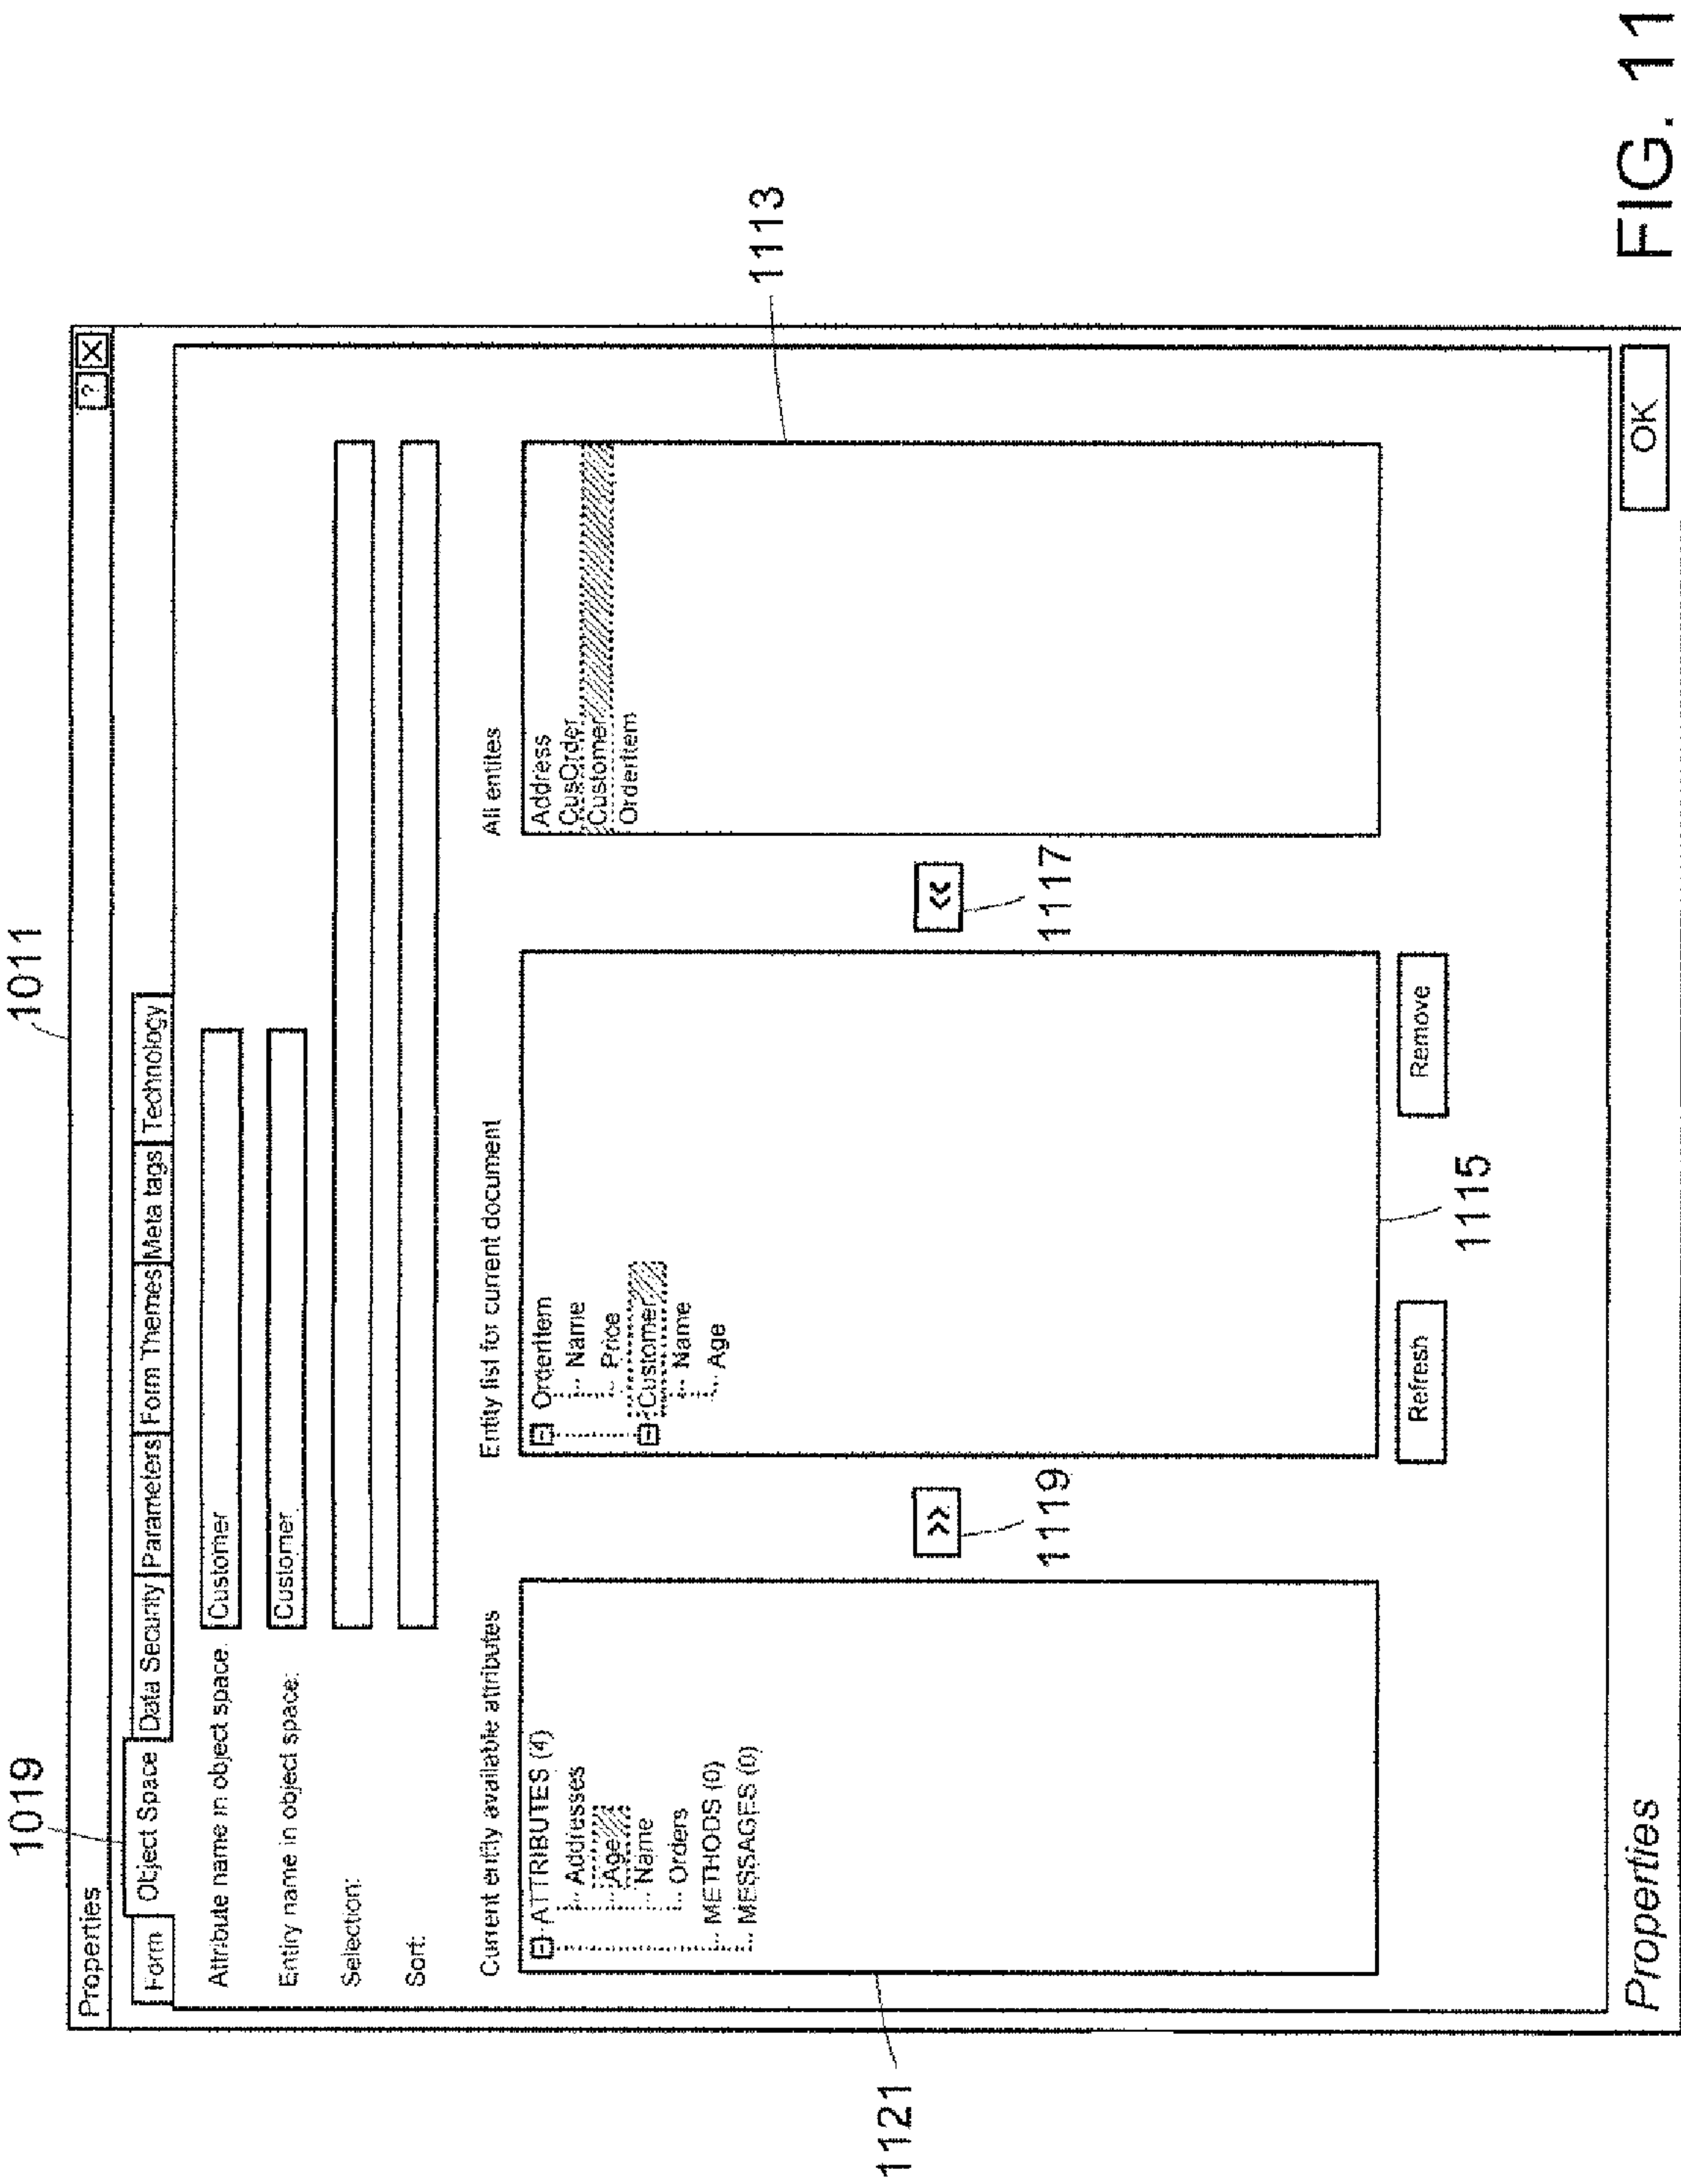 1011
1019
Properties
? X
Form Object Space Data Security Parameters Form Themes Meta tags Technology
Attribute name in object space: Customer
Entiry name in object space: Customer
Selection:
Sort:
Current entity available attributes
ATTRIBUTES (4)
Addresses
Age
Name
Orders
METHODS (0)
MESSAGES (0)
1121
>>
1119
Entity list for current document
OrderItem
Name
Price
Customer
Name
Age
Refresh
Remove
1115
<<
1117
All entites
Address
CusOrder
Customer
OrderItem
1113
Properties
OK
FIG. 11